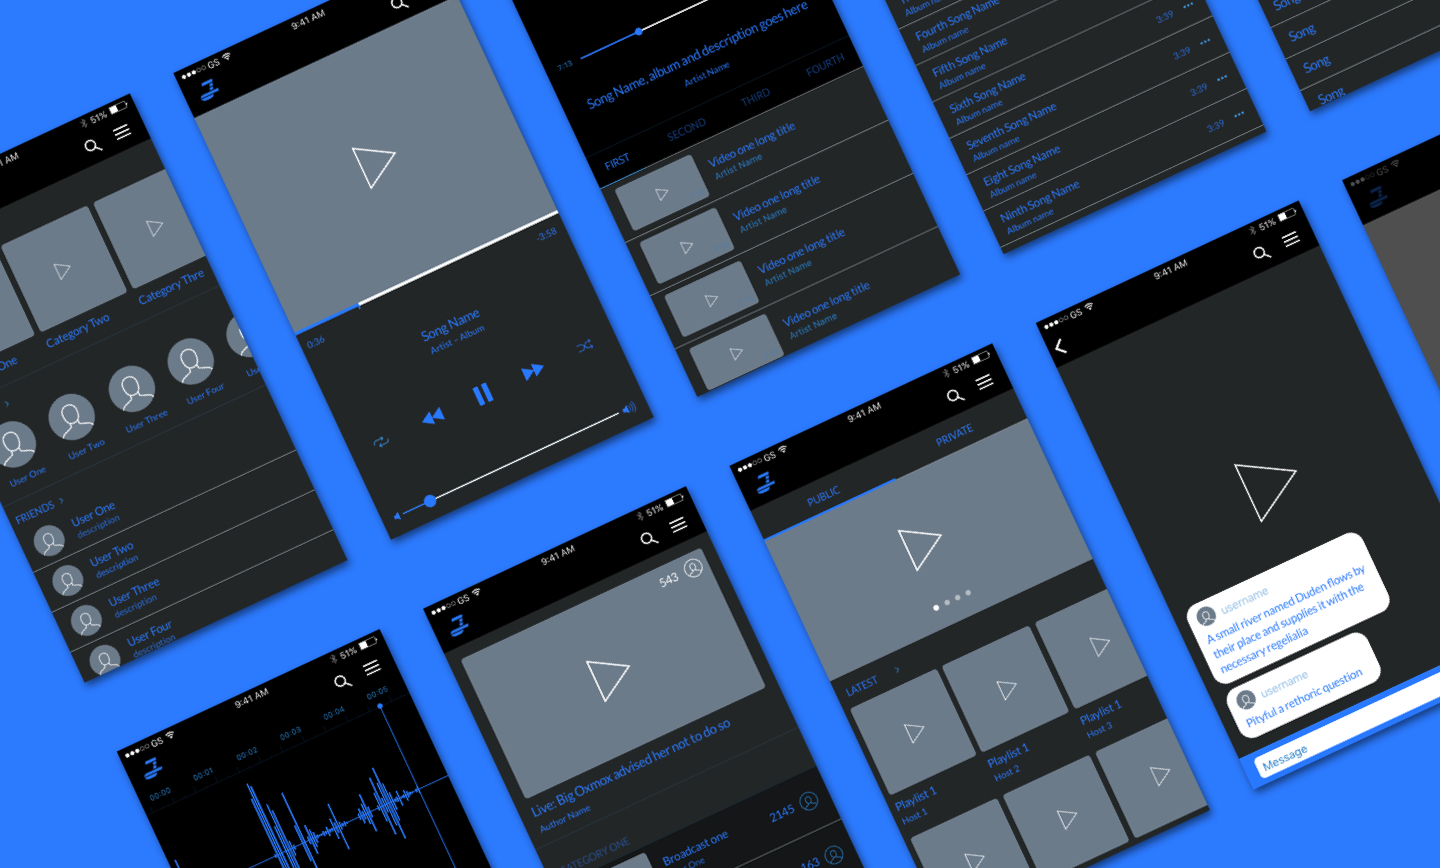 AM
51%
One
Category Two
Category Thre
User One
User Two
User Three
User Four
Use
FRIENDS >
User One
description
User Two
description
User Three
description
User Four
description
GS
9:41 AM
0:36
-3:58
Song Name
Artist - Album
7:13
Song Name, album and description goes here
Artist Name
FIRST
SECOND
THIRD
FOURTH
Video one long title
Artist Name
Video one long title
Artist Name
Video one long title
Artist Name
Video one long title
Artist Name
Fourth Song Name
Album name
3:39
Fifth Song Name
Album name
3:39
Sixth Song Name
Album name
3:39
Seventh Song Name
Album name
3:39
Eight Song Name
Album name
3:39
Ninth Song Name
Album name
Song
Song
Song
Song
GS
9:41 AM
51%
00:00
00:01
00:02
00:03
00:04
00:05
GS
9:41 AM
51%
543
Live: Big Oxmox advised her not to do so
Author Name
CATEGORY ONE
Broadcast one
One
2145
163
GS
9:41 AM
51%
PUBLIC
PRIVATE
LATEST >
Playlist 1
Host 1
Playlist 1
Host 2
Playlist 1
Host 3
GS
9:41 AM
51%
username
A small river named Duden flows by
their place and supplies it with the
necessary regelialia
username
Pityful a rethoric question
Message
GS